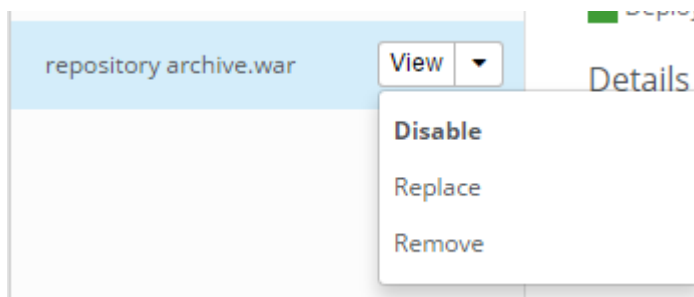 repository archive.war
View
Details
Disable
Replace
Remove